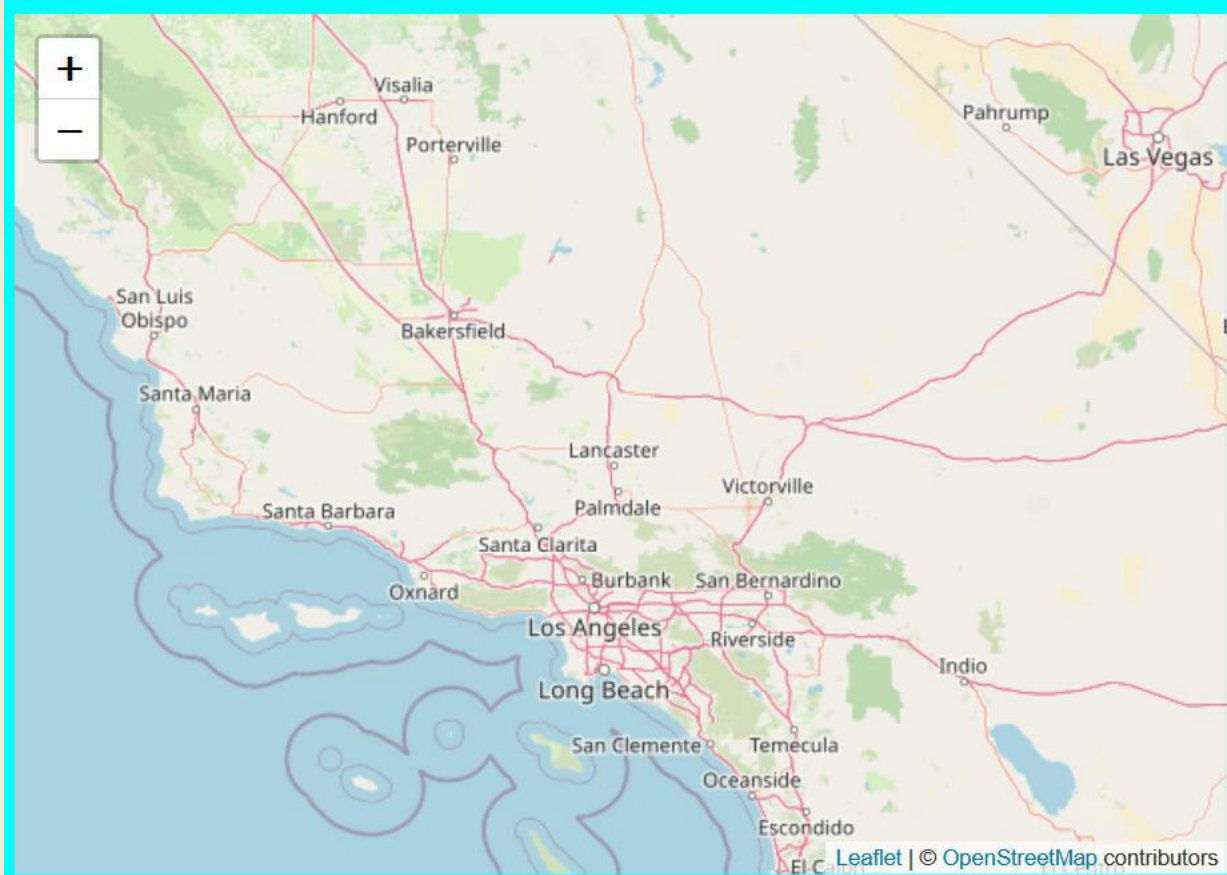 +
−
Visalia
Hanford
Pahrump
Porterville
Las Vegas
San Luis
Obispo
Bakersfield
Santa Maria
Lancaster
Victorville
Palmdale
Santa Barbara
Santa Clarita
Burbank
San Bernardino
Oxnard
Los Angeles
Riverside
Indio
Long Beach
San Clemente
Temecula
Oceanside
Escondido
Leaflet | © OpenStreetMap contributors